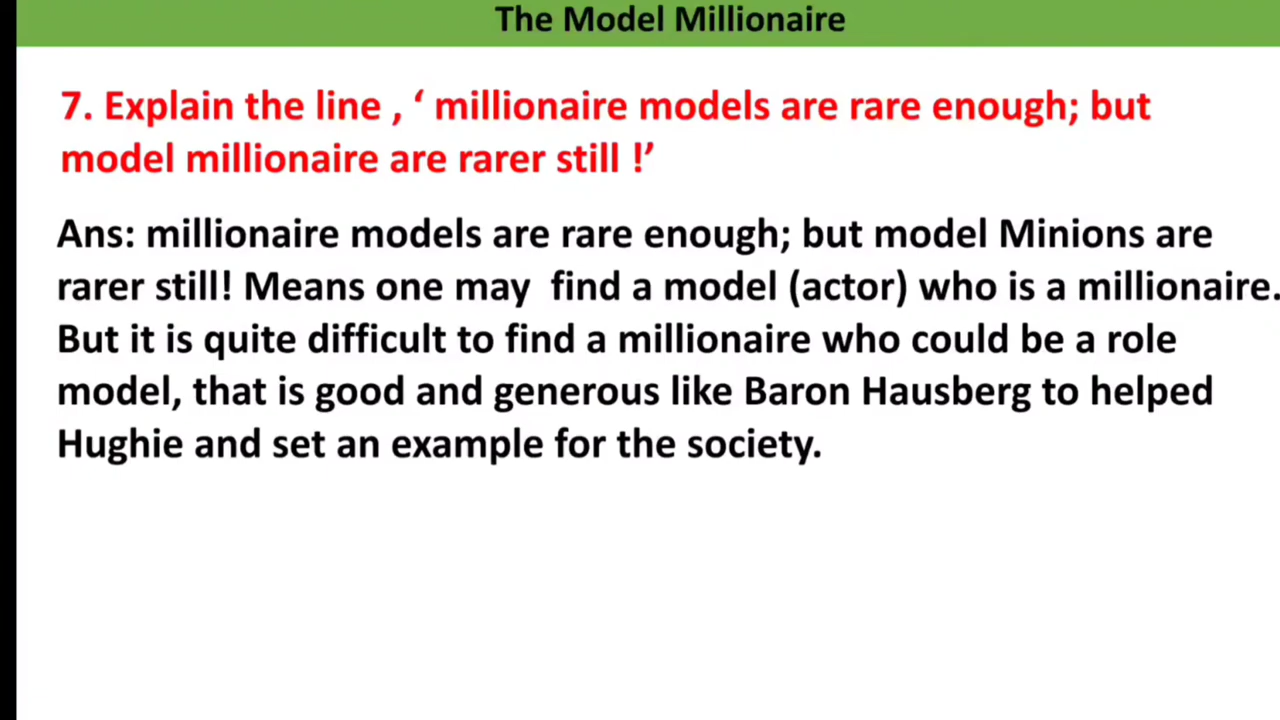 The Model Millionaire
7. Explain the line , ‘ millionaire models are rare enough; but
model millionaire are rarer still !’
Ans: millionaire models are rare enough; but model Minions are
rarer still! Means one may find a model (actor) who is a millionaire.
But it is quite difficult to find a millionaire who could be a role
model, that is good and generous like Baron Hausberg to helped
Hughie and set an example for the society.